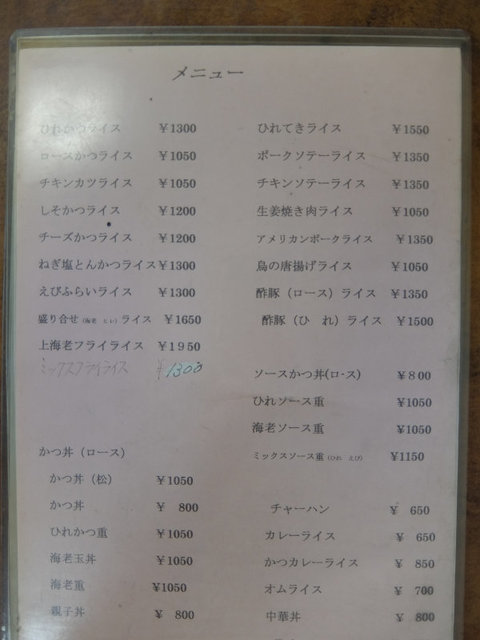 メニュー
ひれかつライス ¥1300
ロースかつライス ¥1050
チキンカツライス ¥1050
しそかつライス ¥1200
チーズかつライス ¥1200
ねぎ塩とんかつライス ¥1300
えびふらいライス ¥1300
盛り合せ(海老 ヒレ)ライス ¥1650
上海老フライライス ¥1950
ミックスフライライス ¥1300
かつ丼(ロース)
かつ丼(松) ¥1050
かつ丼 ¥ 800
ひれかつ重 ¥1050
海老玉丼 ¥1050
海老重 ¥1050
親子丼 ¥ 800
ひれてきライス ¥1550
ポークソテーライス ¥1350
チキンソテーライス ¥1350
生姜焼き肉ライス ¥1050
アメリカンポークライス ¥1350
鳥の唐揚げライス ¥1050
酢豚(ロース)ライス ¥1350
酢豚(ひ れ)ライス ¥1500
ソースかつ丼(ロ-ス) ¥800
ひれソース重 ¥1050
海老ソース重 ¥1050
ミックスソース重(ひれ えび) ¥1150
チャーハン ¥ 650
カレーライス ¥ 650
かつカレーライス ¥ 850
オムライス ¥ 700
中華丼 ¥ 800